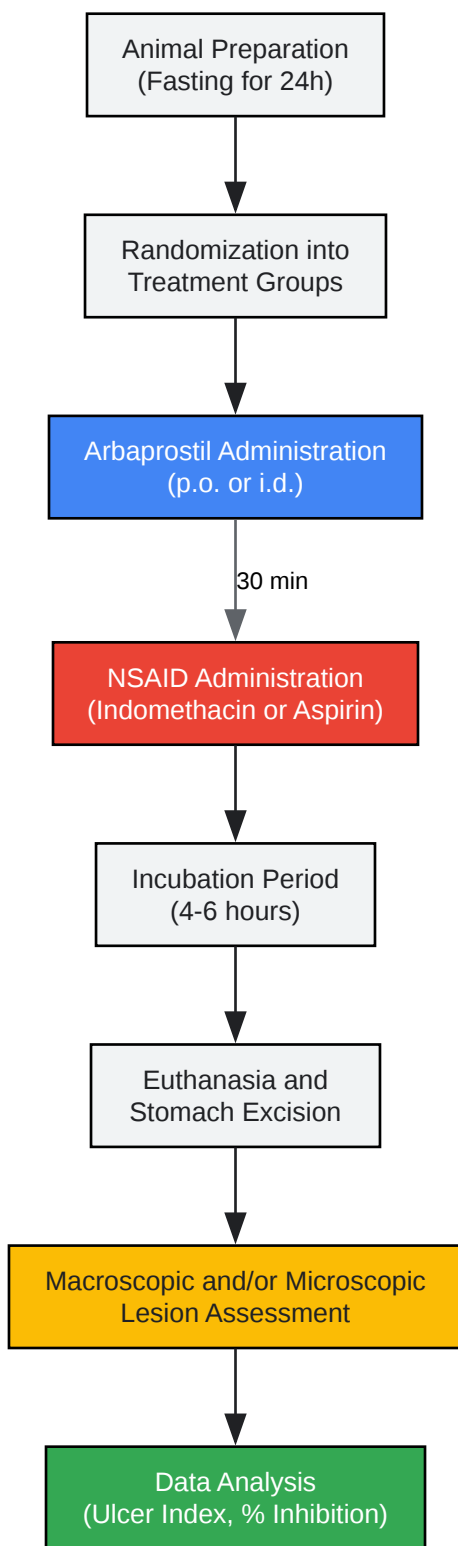 Animal Preparation
(Fasting for 24h)
Randomization into
Treatment Groups
Arbaprostil Administration
(p.o. or i.d.)
30 min
NSAID Administration
(Indomethacin or Aspirin)
Incubation Period
(4-6 hours)
Euthanasia and
Stomach Excision
Macroscopic and/or Microscopic
Lesion Assessment
Data Analysis
(Ulcer Index, % Inhibition)